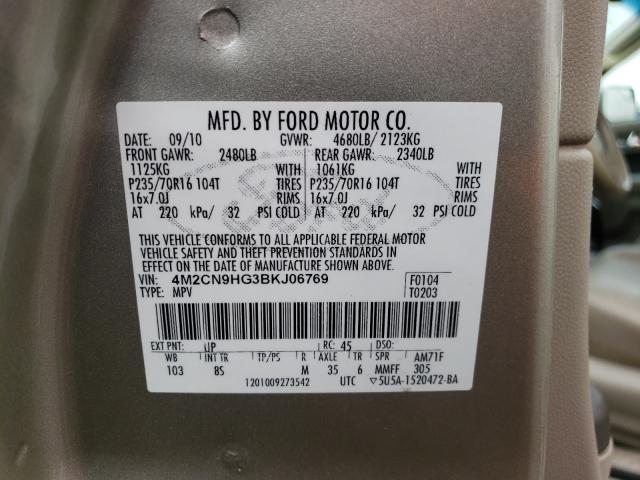 MFD. BY FORD MOTOR CO.
DATE: 09/10 GVWR: 4680LB/ 2123KG
FRONT GAWR: 2480LB REAR GAWR: 2340LB
1125KG WITH 1061KG WITH
P235/70R16 104T TIRES P235/70R16 104T TIRES
16x7.0J RIMS 16x7.0J RIMS
AT 220 kPa/ 32 PSI COLD AT 220 kPa/ 32 PSI COLD
THIS VEHICLE CONFORMS TO ALL APPLICABLE FEDERAL MOTOR
VEHICLE SAFETY AND THEFT PREVENTION STANDARDS IN
EFFECT ON THE DATE OF MANUFACTURE SHOWN ABOVE.
VIN: 4M2CN9HG3BKJ06769 F0104
TYPE: MPV T0203
EXT PNT: UP RC: 45 DSO:
WB INT TR TP/PS R AXLE TR SPR AM71F
103 8S M 35 6 MMFF 305
1201009273542 UTC ▽5U5A-1520472-BA